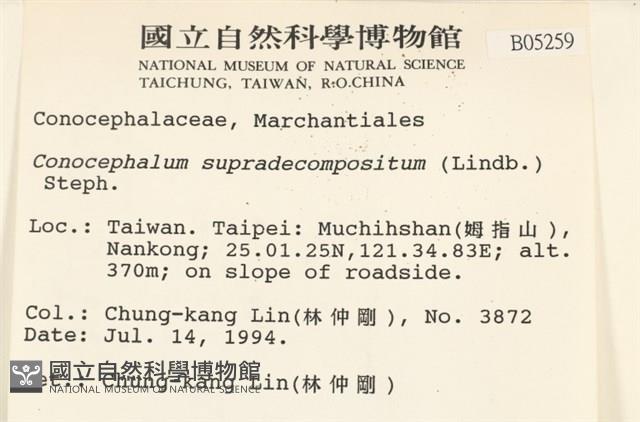 國立自然科學博物館
NATIONAL MUSEUM OF NATURAL SCIENCE
TAICHUNG, TAIWAN, R.O.CHINA
B05259
Conocephalaceae, Marchantiales
Conocephalum supradecompositum (Lindb.)
Steph.
Loc.: Taiwan. Taipei: Muchihshan(姆指山),
Nankong; 25.01.25N,121.34.83E; alt.
370m; on slope of roadside.
Col.: Chung-kang Lin(林仲剛), No. 3872
Date: Jul. 14, 1994.
Det.: Chung-kang Lin(林仲剛)
國立自然科學博物館
NATIONAL MUSEUM OF NATURAL SCIENCE